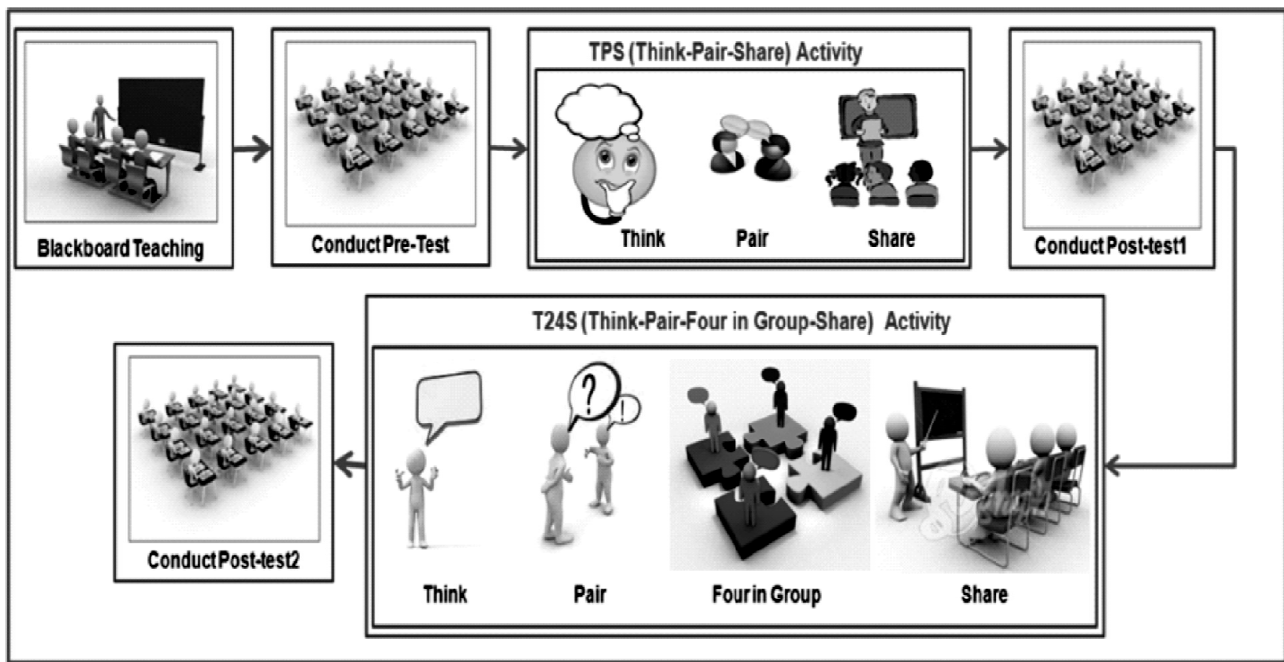 TPS (Think-Pair-Share) Activity
Think
Pair
Share
Blackboard Teaching
Conduct Pre-Test
Conduct Post-test1
T24S (Think-Pair-Four in Group-Share) Activity
?
!
Think
Pair
Four in Group
Share
Conduct Post-test2